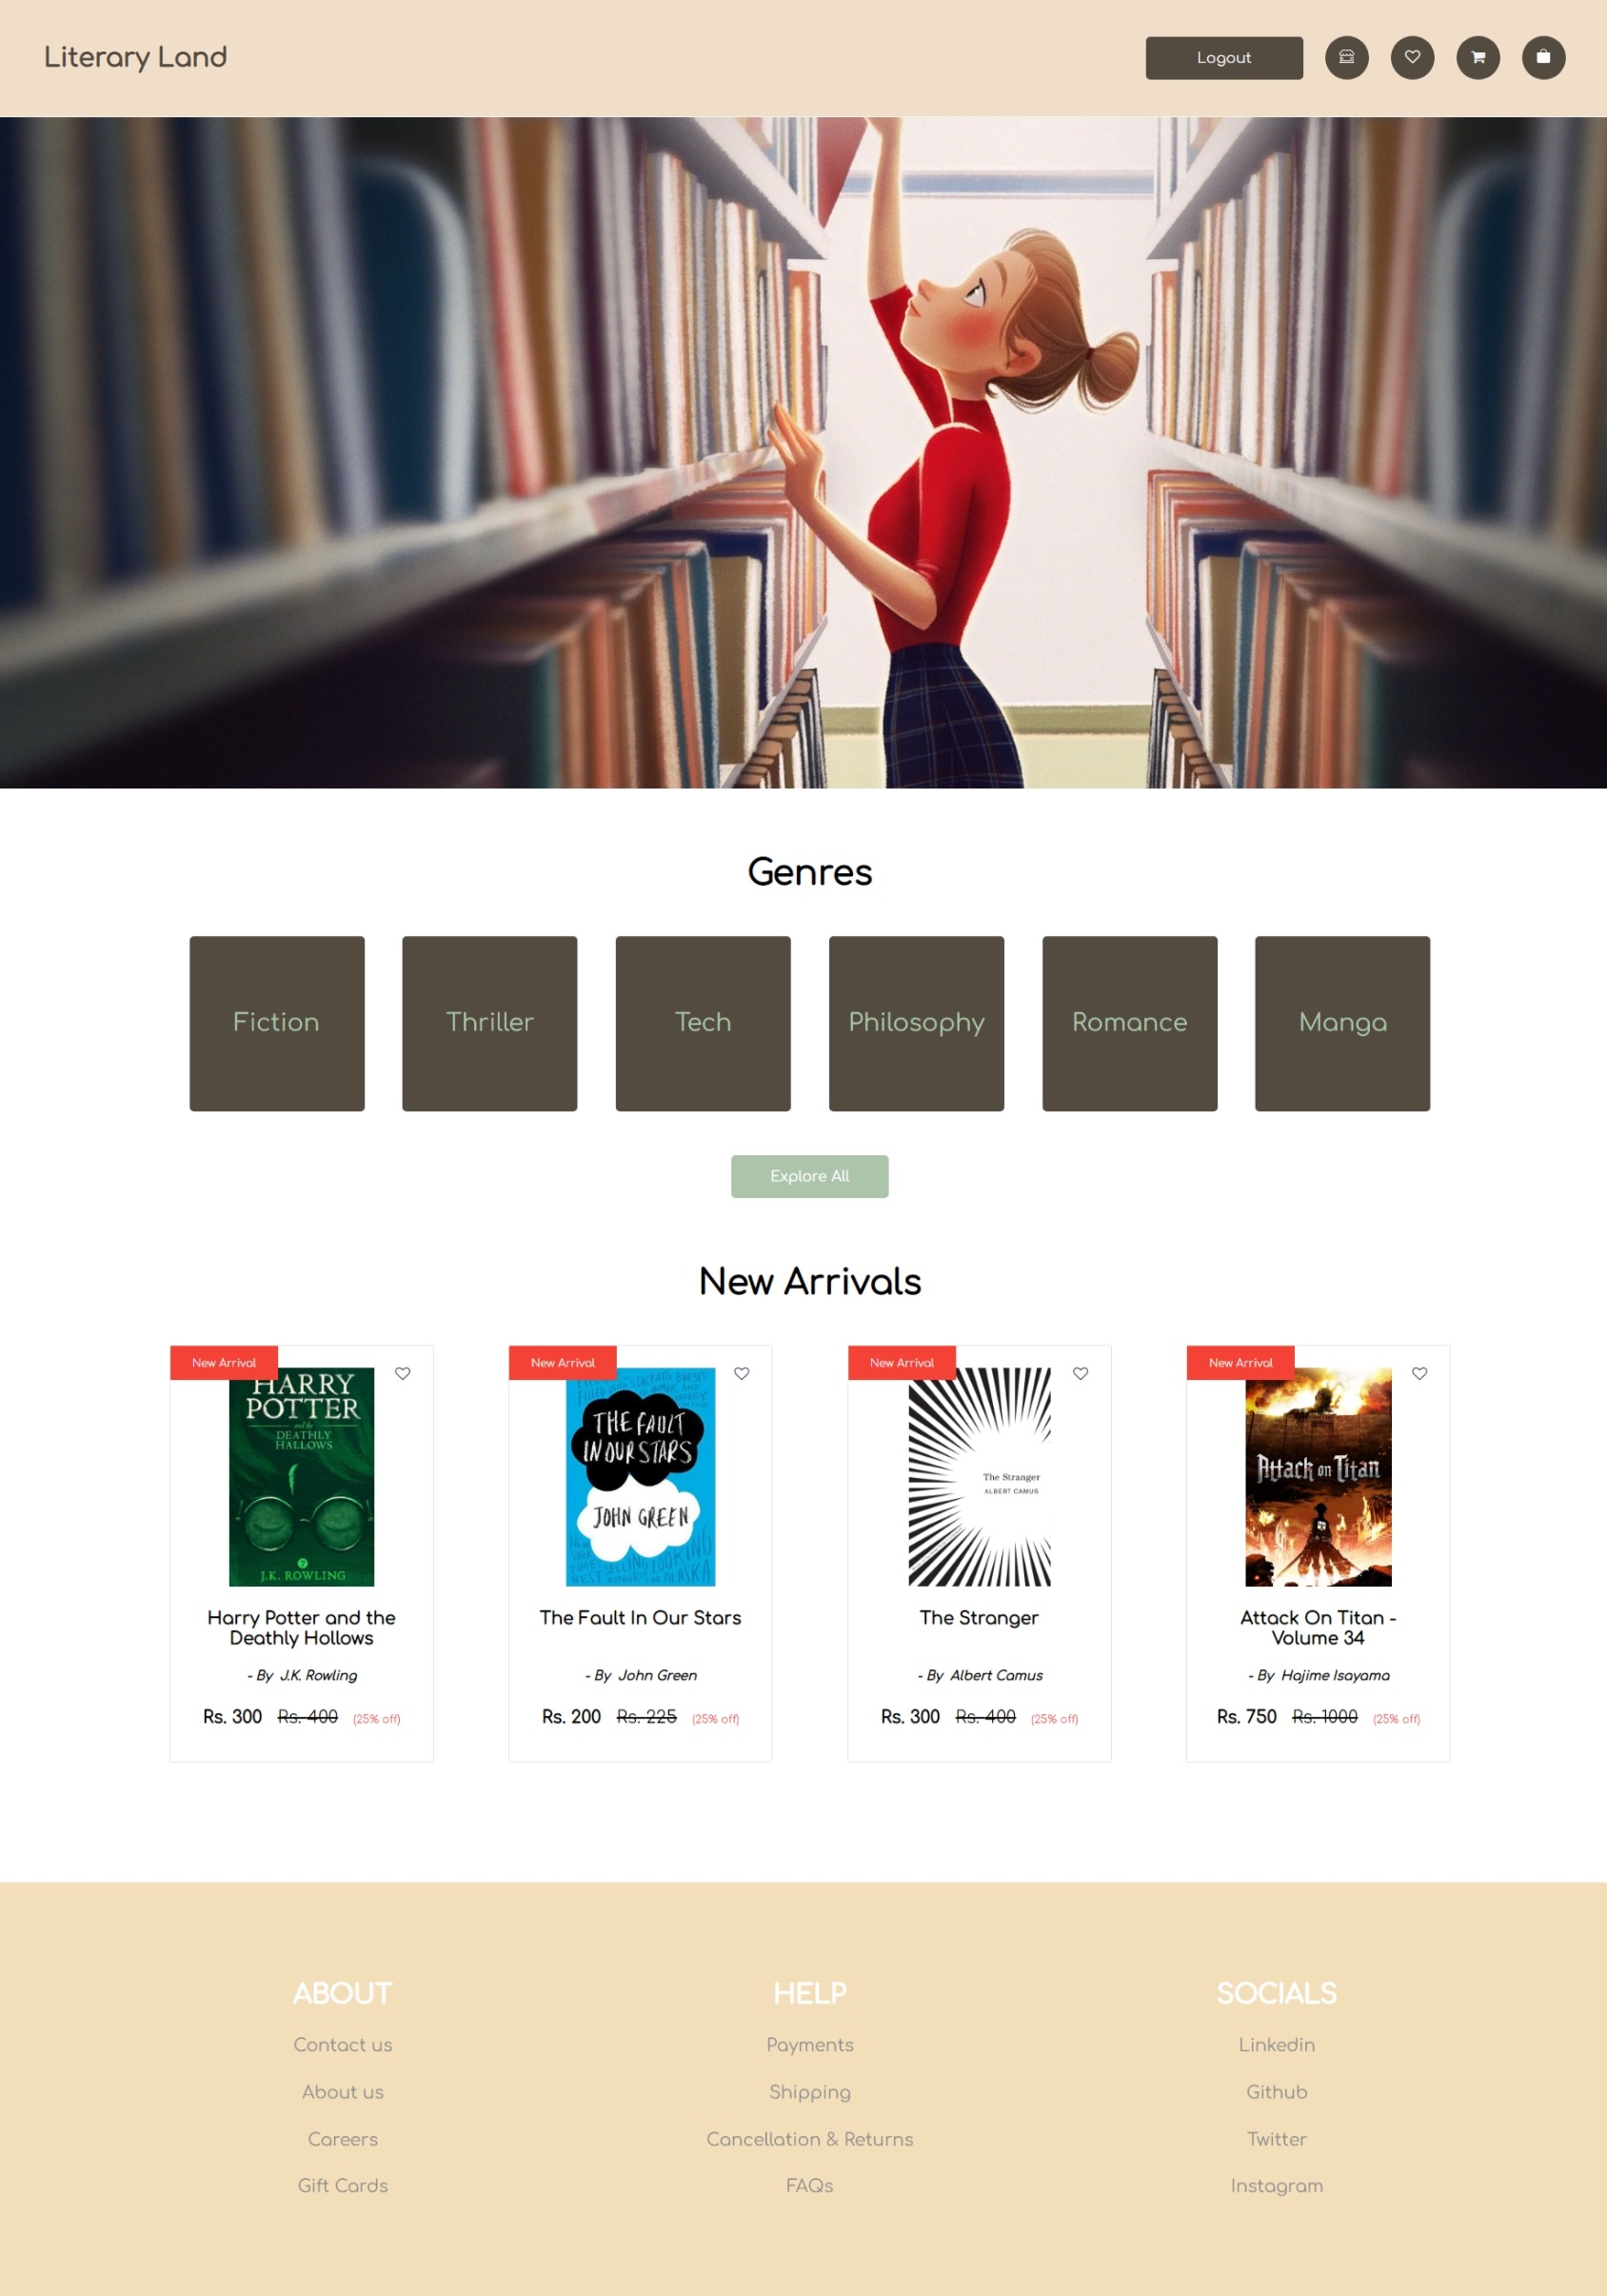 Literary Land
Logout
Genres
Fiction
Thriller
Tech
Philosophy
Romance
Manga
Explore All
New Arrivals
New Arrival
HARRY
POTTER
and the
DEATHLY
HALLOWS
J.K. ROWLING
Harry Potter and the
Deathly Hollows
- By J.K. Rowling
Rs. 300 Rs. 400 (25% off)
New Arrival
THE FAULT
IN OUR STARS
JOHN GREEN
The Fault In Our Stars
- By John Green
Rs. 200 Rs. 225 (25% off)
New Arrival
The Stranger
ALBERT CAMUS
The Stranger
- By Albert Camus
Rs. 300 Rs. 400 (25% off)
New Arrival
Attack on Titan
Attack On Titan -
Volume 34
- By Hajime Isayama
Rs. 750 Rs. 1000 (25% off)
ABOUT
Contact us
About us
Careers
Gift Cards
HELP
Payments
Shipping
Cancellation & Returns
FAQs
SOCIALS
Linkedin
Github
Twitter
Instagram